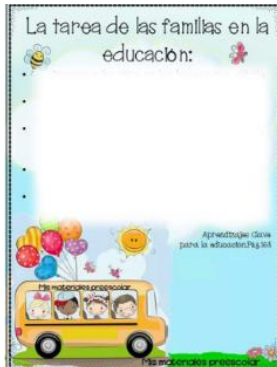 La tarea de las familias en la
educación:
Aprendizajes Clave
para la educación.Pag.168
Mis materiales preescolar
Mis materiales preescolar